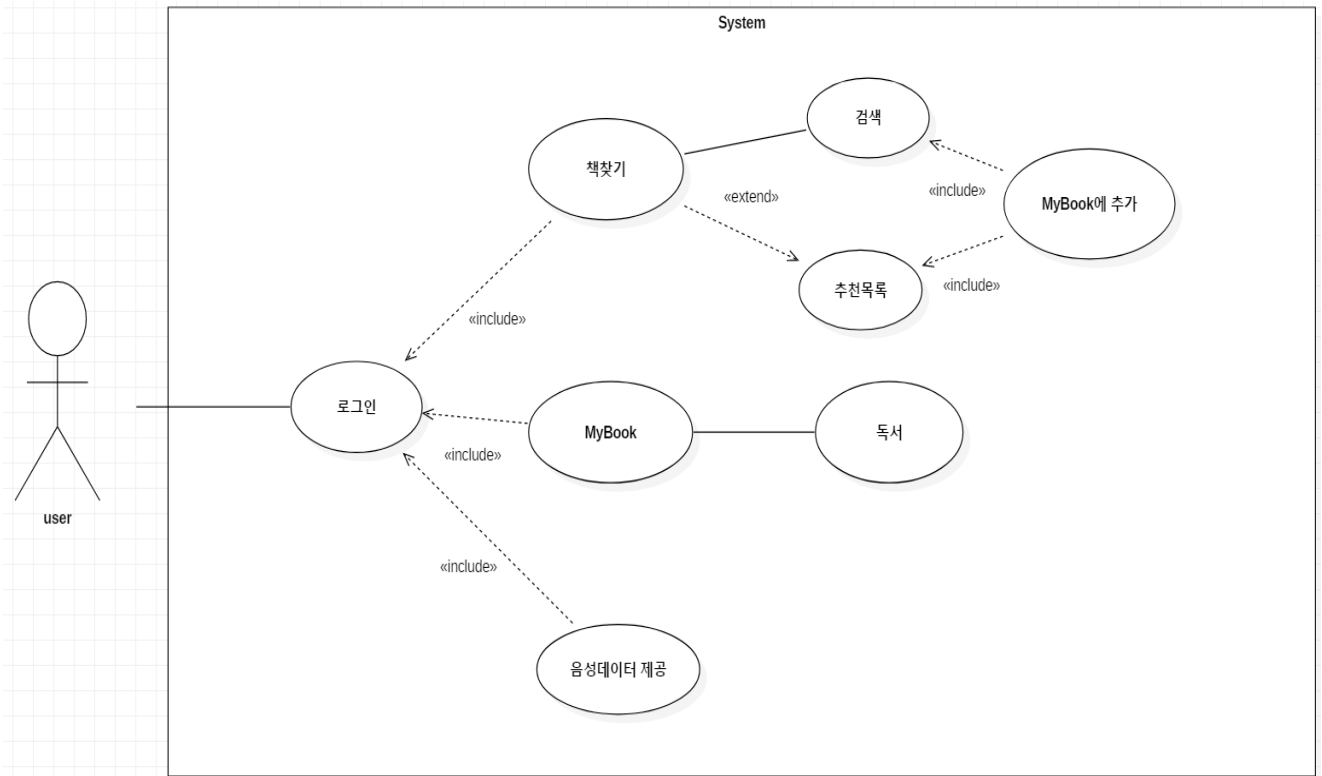 System
검색
책찾기
«extend»
«include»
MyBook에 추가
추천목록
«include»
«include»
로그인
MyBook
독서
«include»
user
«include»
음성데이터 제공